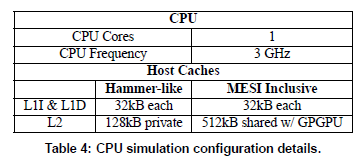 CPU
CPU Cores 1
CPU Frequency 3 GHz
Host Caches
Hammer-like MESI Inclusive
L1I & L1D 32kB each 32kB each
L2 128kB private 512kB shared w/ GPGPU
Table 4: CPU simulation configuration details.